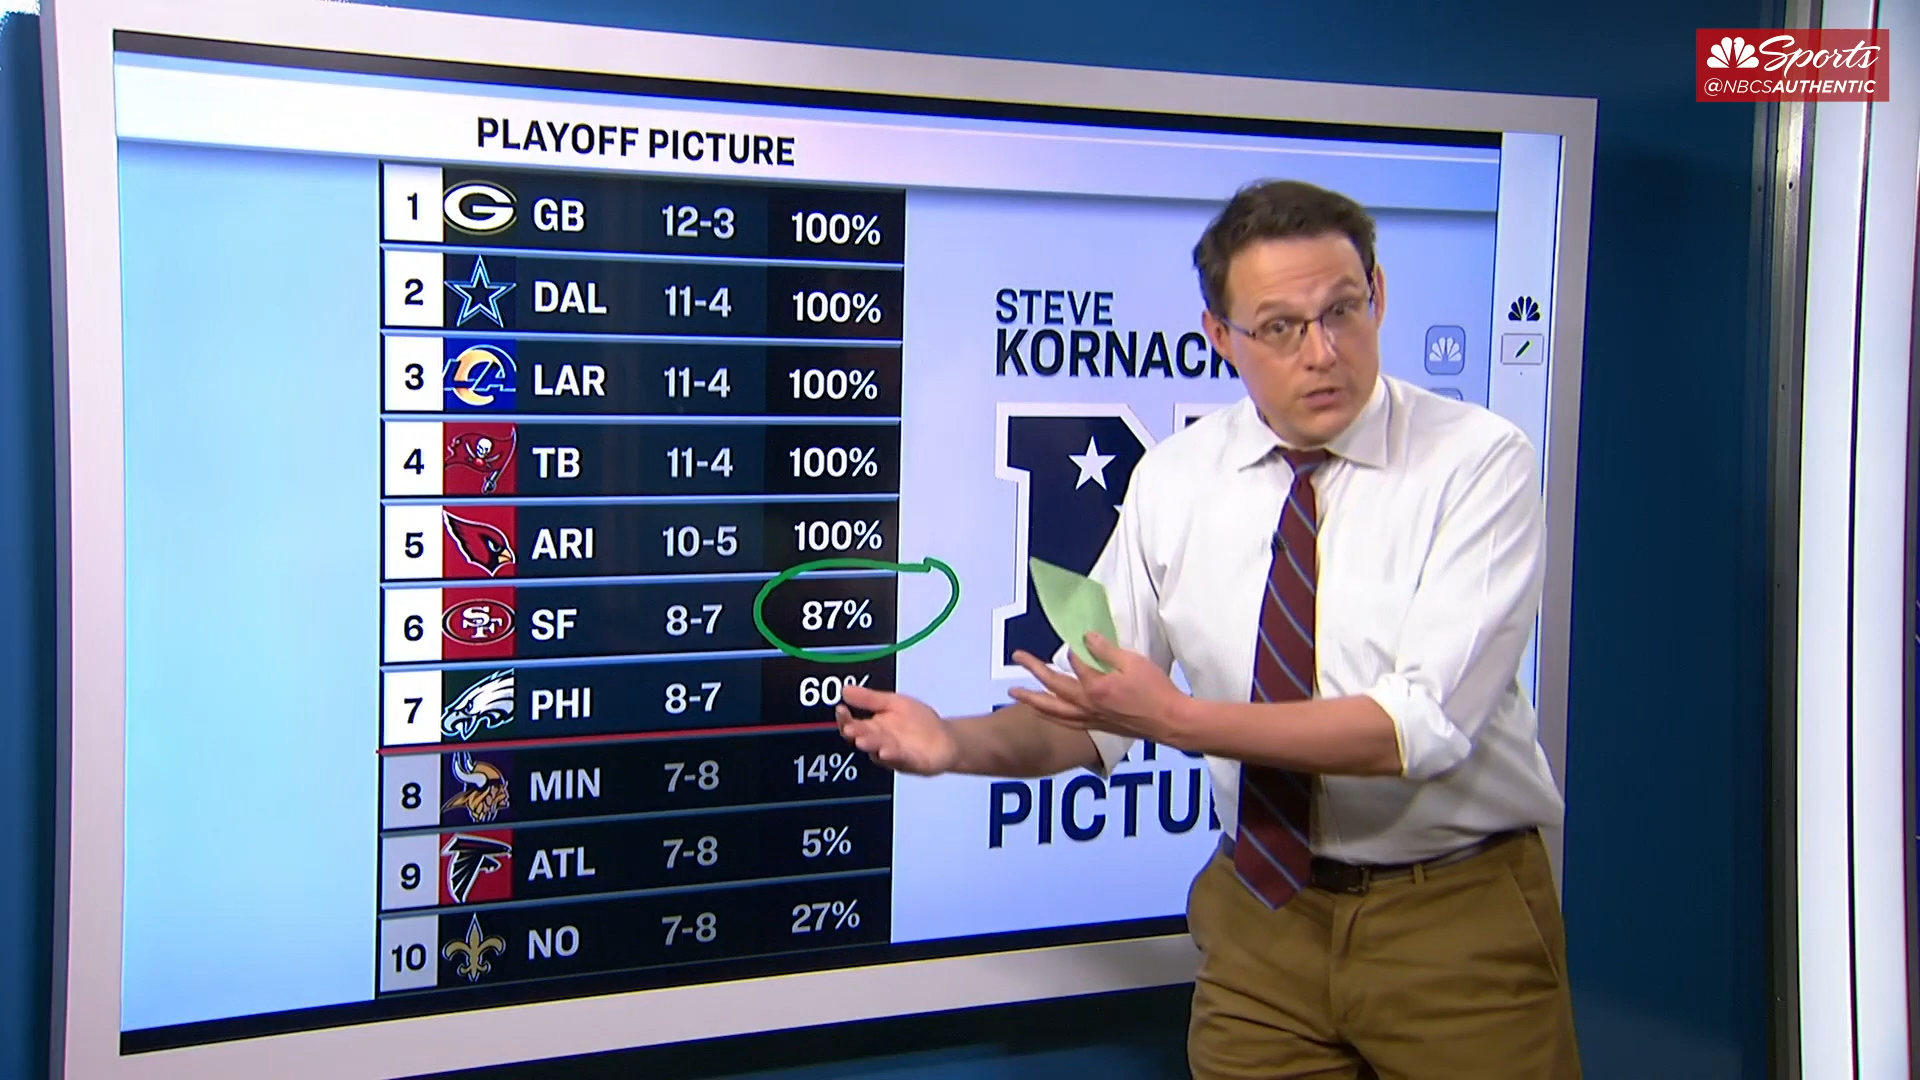 Sports
@NBCSAUTHENTIC
PLAYOFF PICTURE
1 GB 12-3 100%
2 DAL 11-4 100%
3 LAR 11-4 100%
4 TB 11-4 100%
5 ARI 10-5 100%
6 SF 8-7 87%
7 PHI 8-7 60%
8 MIN 7-8 14%
9 ATL 7-8 5%
10 NO 7-8 27%
STEVE
KORNACK
N
PICTU